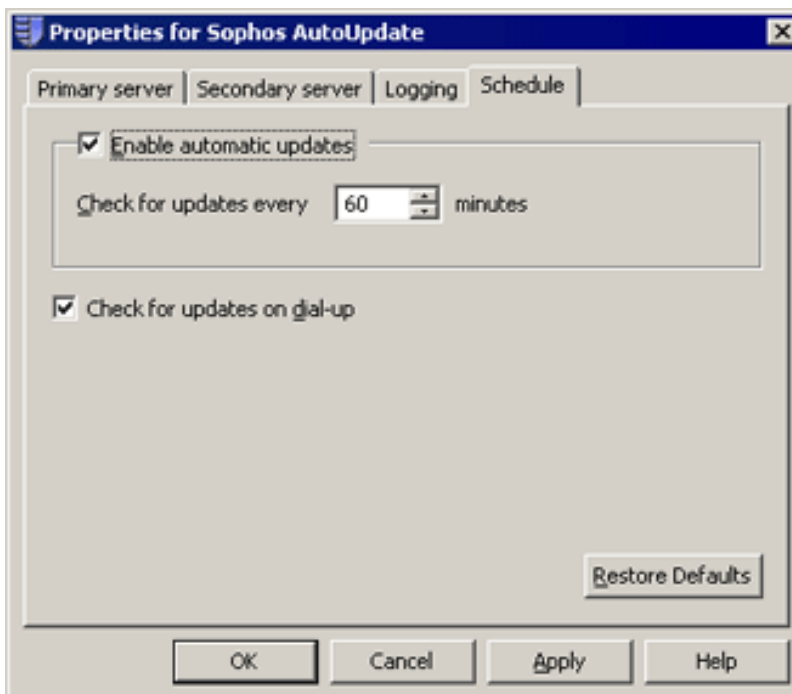 Properties for Sophos AutoUpdate
Primary server Secondary server Logging Schedule
Enable automatic updates
Check for updates every 60 minutes
Check for updates on dial-up
Restore Defaults
OK Cancel Apply Help